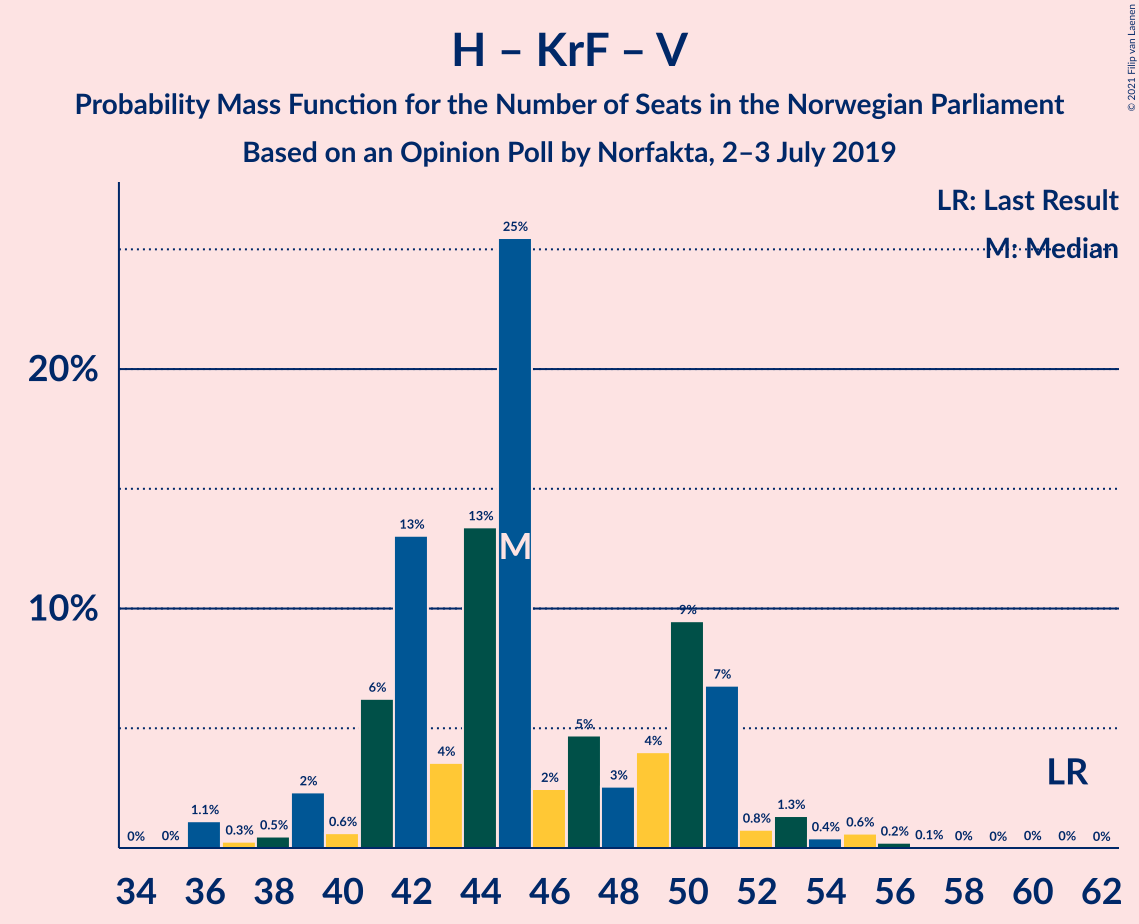 © 2021 Filip van Laenen
H – KrF – V
Probability Mass Function for the Number of Seats in the Norwegian Parliament
Based on an Opinion Poll by Norfakta, 2–3 July 2019
LR: Last Result
M: Median
20%
10%
0% 0% 1.1% 0.3% 0.5% 2% 0.6% 6% 13% 4% 13% 25% 2% 5% 3% 4% 9% 7% 0.8% 1.3% 0.4% 0.6% 0.2% 0.1% 0% 0% 0% 0% 0%
M
LR
34 36 38 40 42 44 46 48 50 52 54 56 58 60 62